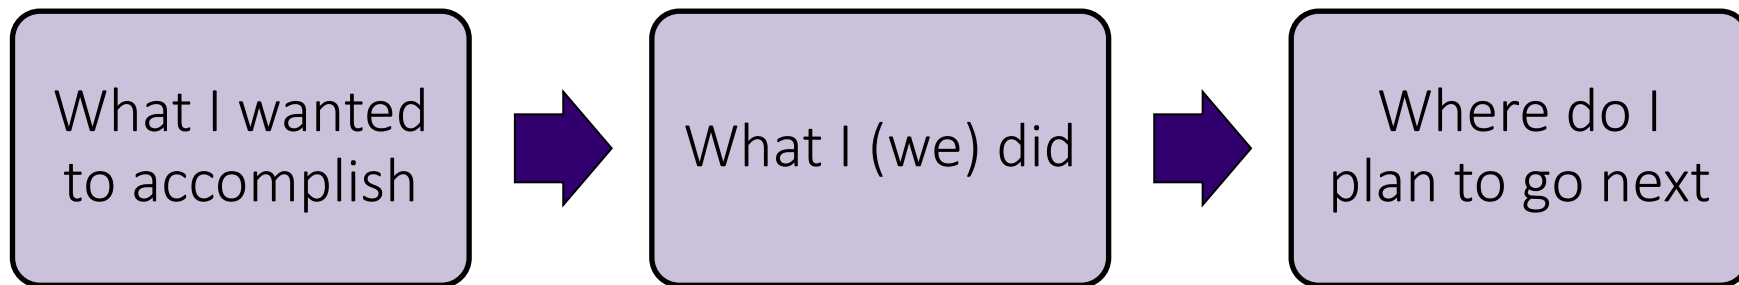 What I wanted
to accomplish
What I (we) did
Where do I
plan to go next